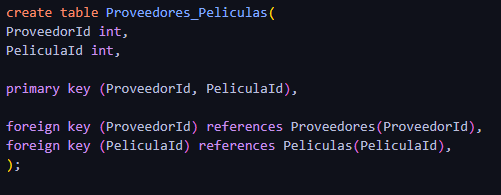 create table Proveedores_Peliculas(
ProveedorId int,
PeliculaId int,
primary key (ProveedorId, PeliculaId),
foreign key (ProveedorId) references Proveedores(ProveedorId),
foreign key (PeliculaId) references Peliculas(PeliculaId),
);